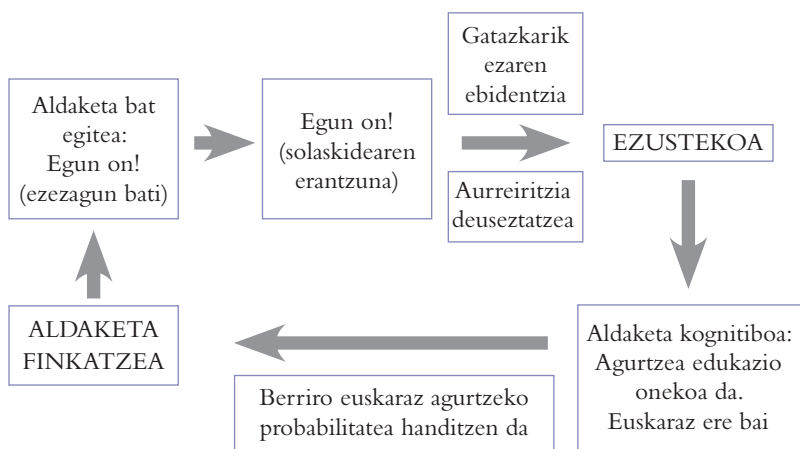 Aldaketa bat
egitea:
Egun on!
(ezezagun bati)
Egun on!
(solaskidearen
erantzuna)
Gatazkarik
ezaren
ebidentzia
Aurreiritzia
deuseztatzea
EZUSTEKOA
Aldaketa kognitiboa:
Agurtzea edukazio
onekoa da.
Euskaraz ere bai
Berriro euskaraz agurtzeko
probabilitatea handitzen da
ALDAKETA
FINKATZEA